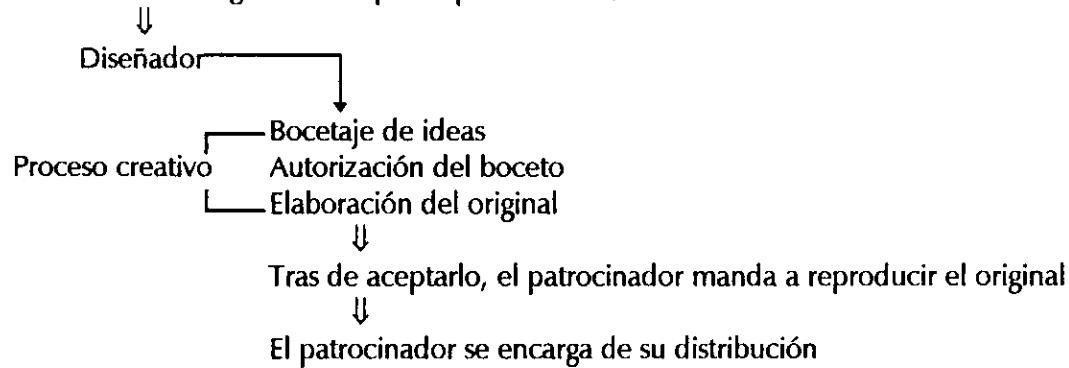 Diseñador
Bocetaje de ideas
Proceso creativo Autorización del boceto
Elaboración del original
Tras de aceptarlo, el patrocinador manda a reproducir el original
El patrocinador se encarga de su distribución